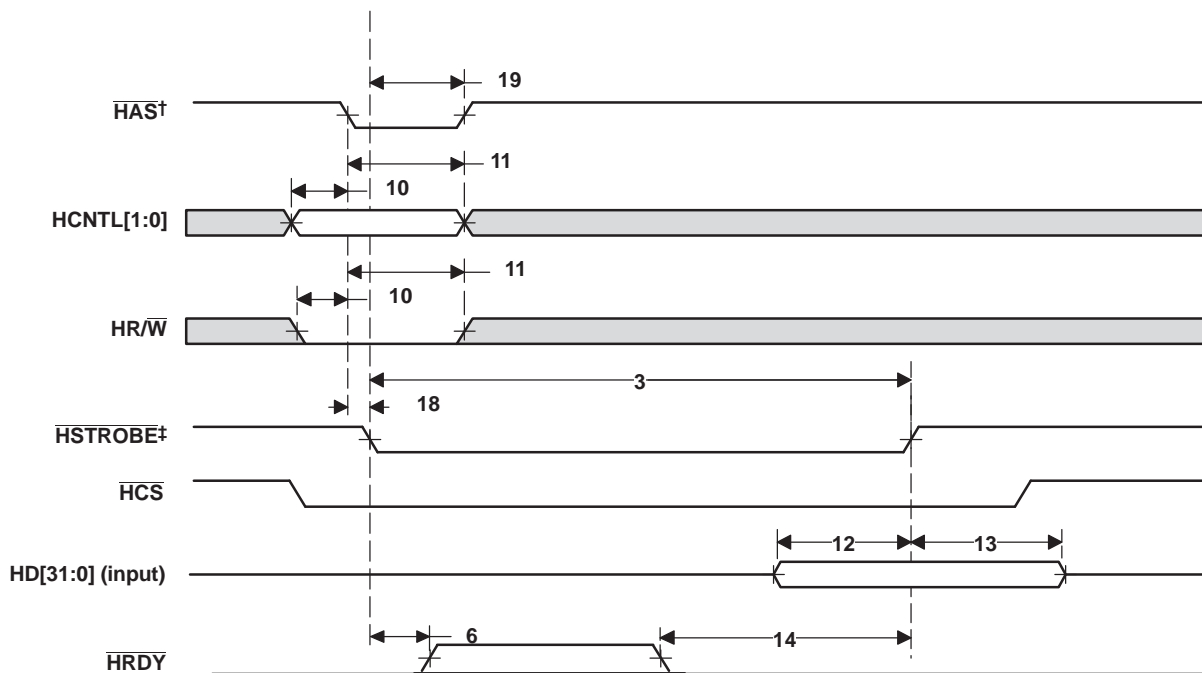 19
HAS†
11
10
HCNTL[1:0]
11
10
HR/W
3
18
HSTROBE‡
HCS
12
13
HD[31:0] (input)
6
14
HRDY